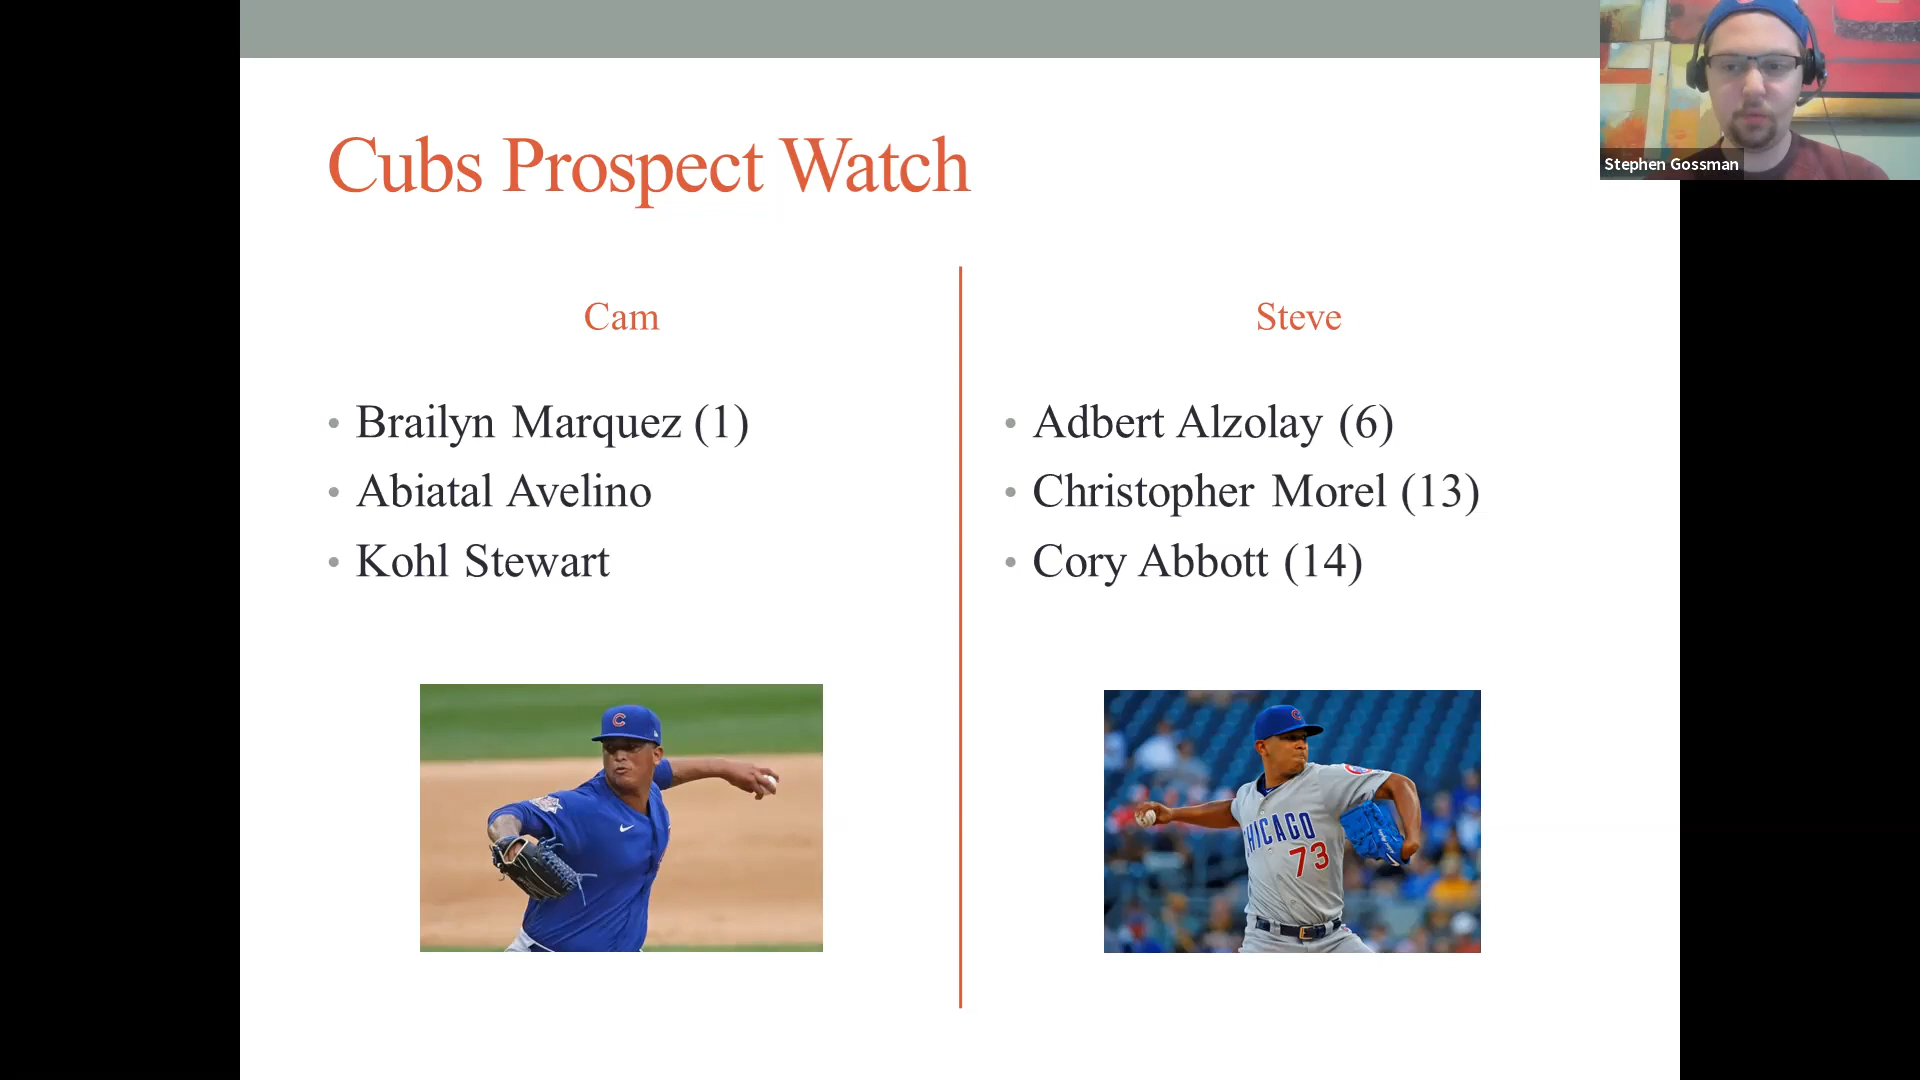 Cubs Prospect Watch
Stephen Gossman
Cam
Brailyn Marquez (1)
Abiatal Avelino
Kohl Stewart
Steve
Adbert Alzolay (6)
Christopher Morel (13)
Cory Abbott (14)
C
C
CHICAGO
73